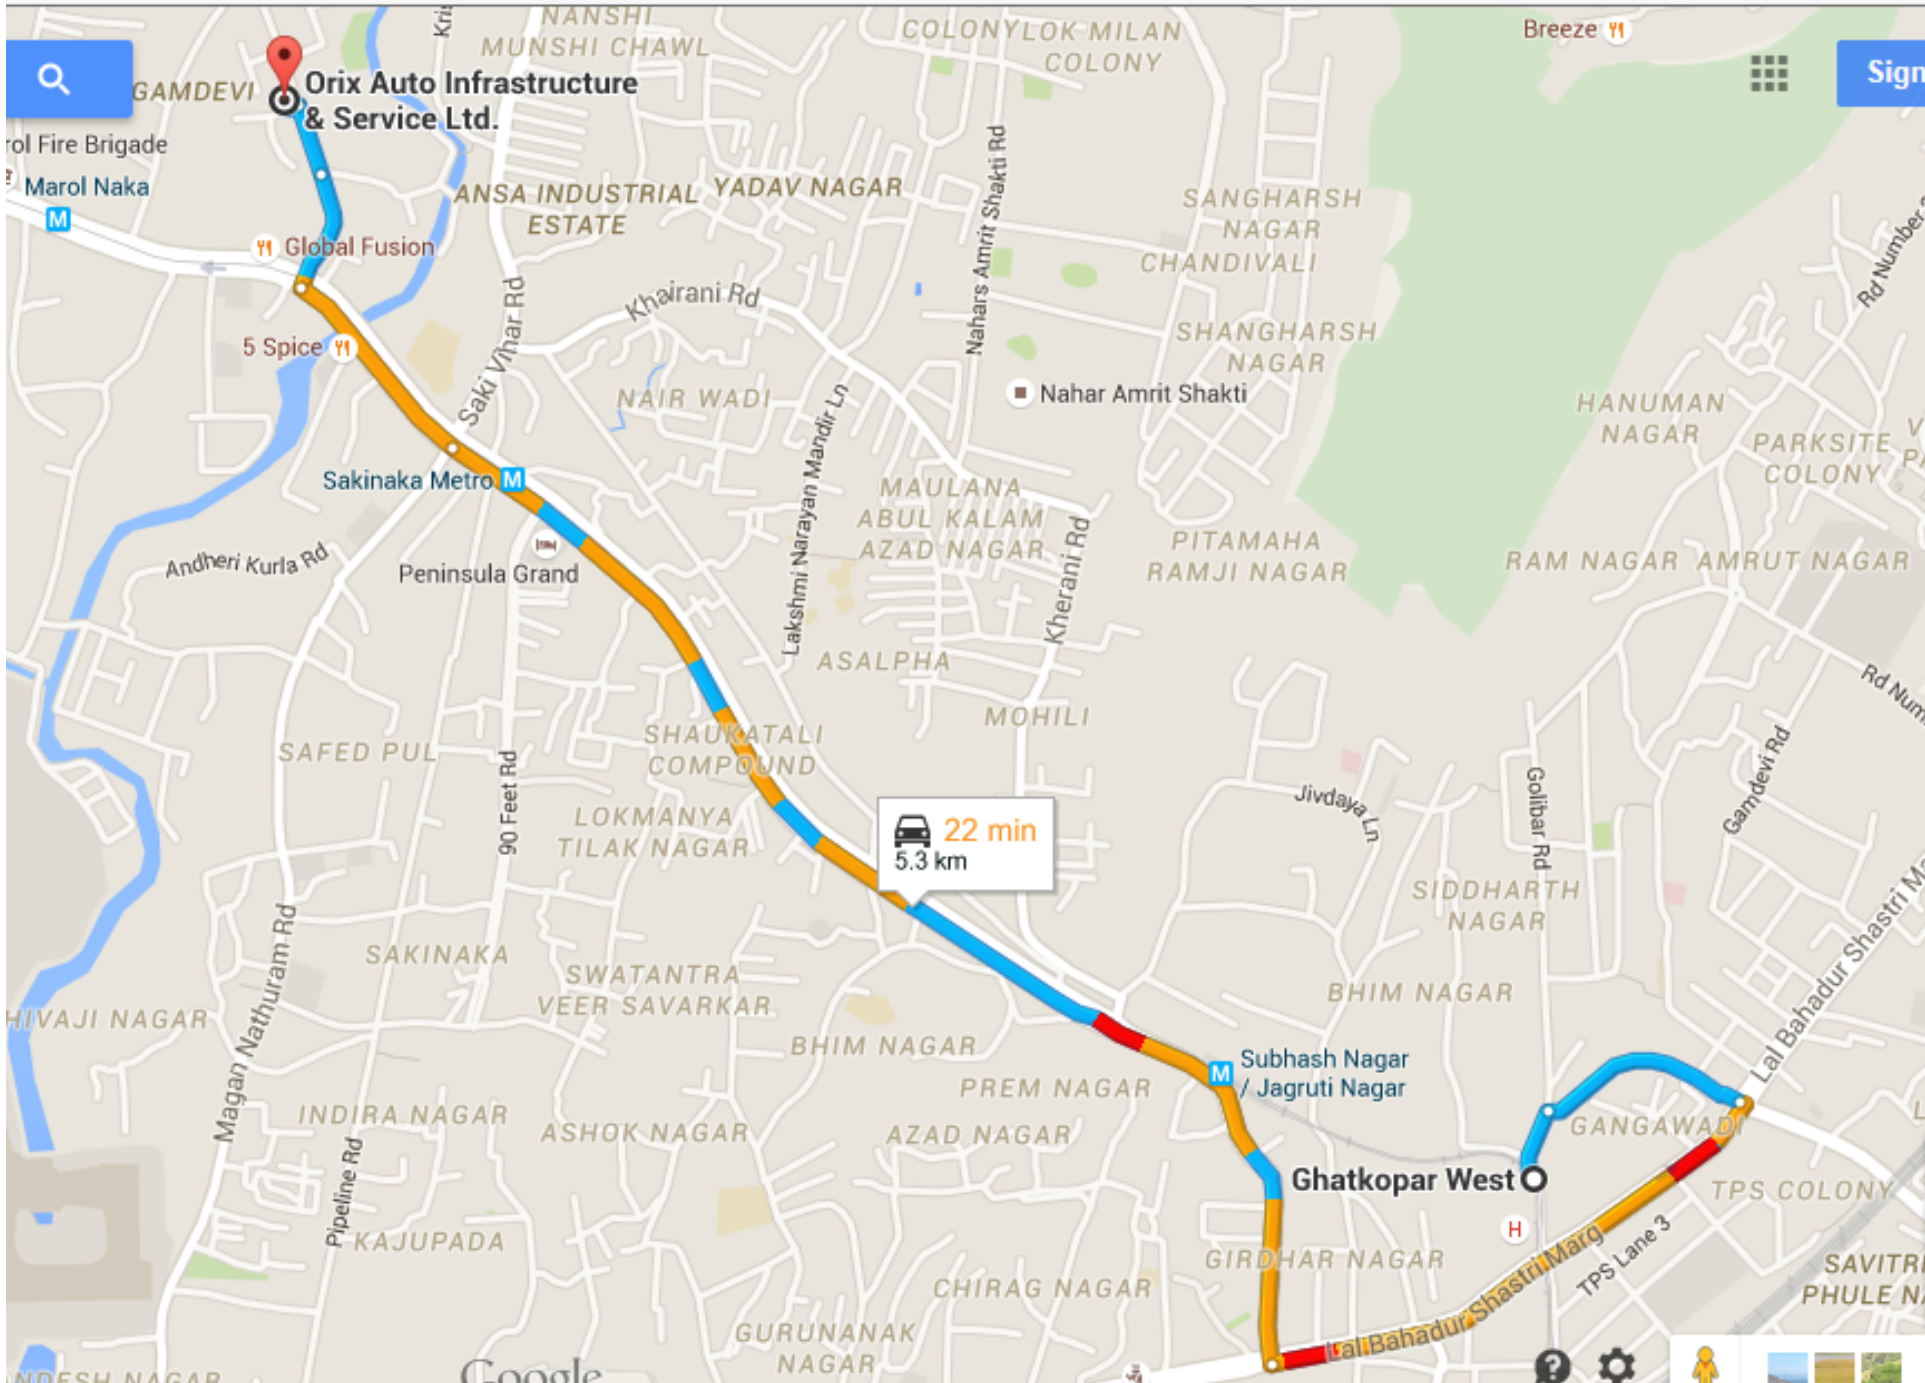 NANSHI
MUNSHI CHAWL
COLONY
LOK MILAN
COLONY
Breeze
Sign
GAMDEVI
Orix Auto Infrastructure
& Service Ltd.
rol Fire Brigade
Marol Naka
M
ANSA INDUSTRIAL
ESTATE
YADAV NAGAR
Nahars Amrit Shakti Rd
SANGHARSH
NAGAR
CHANDIVALI
Rd Number
Global Fusion
Khairani Rd
5 Spice
Saki Vihar Rd
SHANGHARSH
NAGAR
NAIR WADI
Nahar Amrit Shakti
HANUMAN
NAGAR
PARKSITE
COLONY
Lakshmi Narayan Mandir Ln
Sakinaka Metro
M
MAULANA
ABUL KALAM
AZAD NAGAR
Kherani Rd
PITAMAHA
RAMJI NAGAR
RAM NAGAR
AMRUT NAGAR
Andheri Kurla Rd
Peninsula Grand
ASALPHA
MOHILI
Rd Num
SAFED PUL
SHAUKATALI
COMPOUND
90 Feet Rd
LOKMANYA
TILAK NAGAR
22 min
5.3 km
Jivdaya Ln
Golibar Rd
Gamdevi Rd
SIDDHARTH
NAGAR
Lal Bahadur Shastri Ma
Magan Nathuram Rd
SAKINAKA
SWATANTRA
VEER SAVARKAR
BHIM NAGAR
HIVAJI NAGAR
BHIM NAGAR
M
Subhash Nagar
/ Jagruti Nagar
PREM NAGAR
INDIRA NAGAR
ASHOK NAGAR
AZAD NAGAR
GANGAWADI
Ghatkopar West
TPS COLONY
Pipeline Rd
H
KAJUPADA
GIRDHAR NAGAR
Lal Bahadur Shastri Marg
TPS Lane 3
SAVITRI
PHULE NA
CHIRAG NAGAR
GURUNANAK
NAGAR
Google
?
NDESH NAGAR